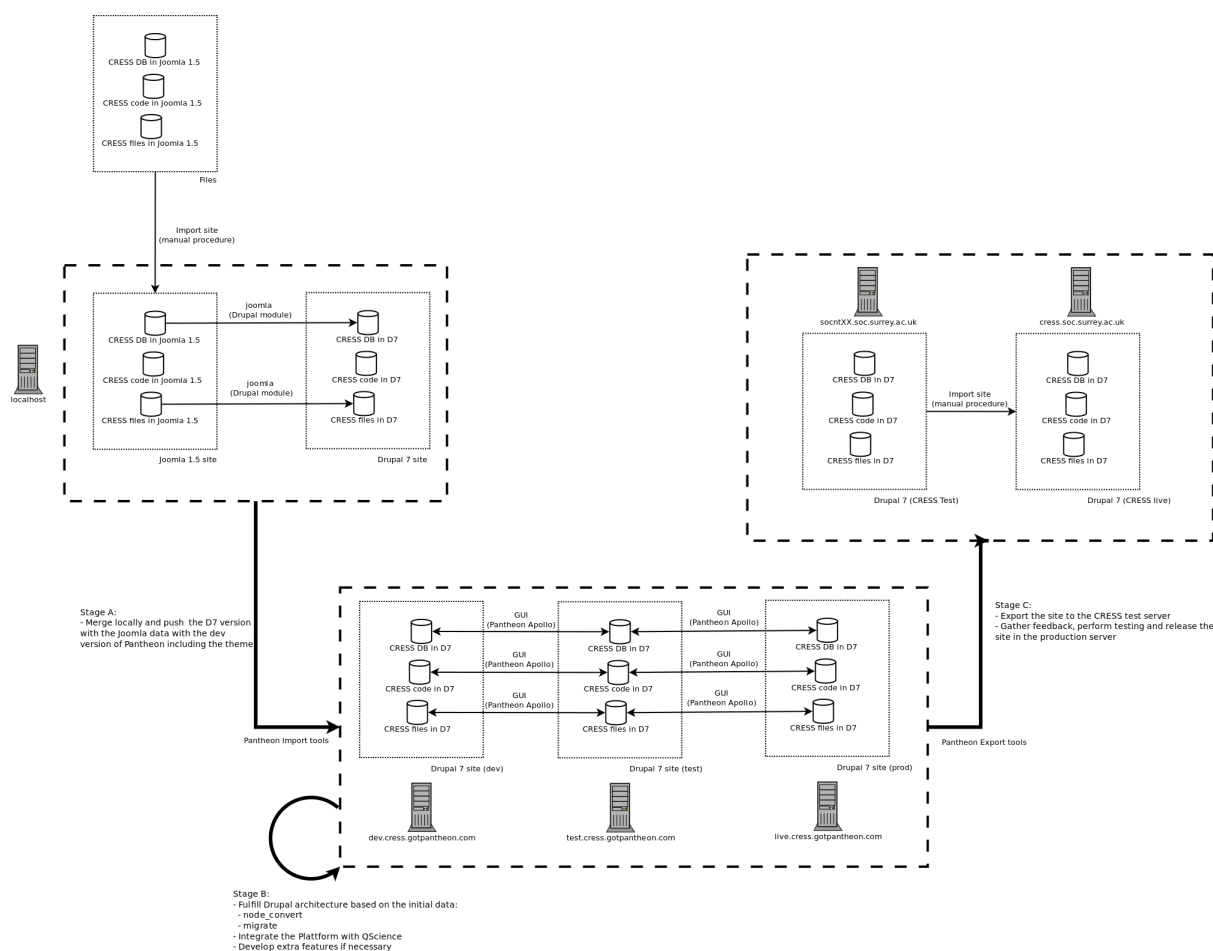 CRESS DB in Joomla 1.5
CRESS code in Joomla 1.5
CRESS files in Joomla 1.5
Files
Import site
(manual procedure)
localhost
joomla
(Drupal module)
CRESS DB in Joomla 1.5
CRESS DB in D7
CRESS code in Joomla 1.5
CRESS code in D7
joomla
(Drupal module)
CRESS files in Joomla 1.5
CRESS files in D7
Joomla 1.5 site
Drupal 7 site
socntXX.soc.surrey.ac.uk
cress.soc.surrey.ac.uk
CRESS DB in D7
CRESS DB in D7
Import site
(manual procedure)
CRESS code in D7
CRESS code in D7
CRESS files in D7
CRESS files in D7
Drupal 7 (CRESS Test)
Drupal 7 (CRESS live)
Stage A:
- Merge locally and push  the D7 version
with the Joomla data with the dev
version of Pantheon including the theme
Pantheon Import tools
GUI
(Pantheon Apollo)
GUI
(Pantheon Apollo)
CRESS DB in D7
CRESS DB in D7
CRESS DB in D7
GUI
(Pantheon Apollo)
GUI
(Pantheon Apollo)
CRESS code in D7
CRESS code in D7
CRESS code in D7
GUI
(Pantheon Apollo)
GUI
(Pantheon Apollo)
CRESS files in D7
CRESS files in D7
CRESS files in D7
Drupal 7 site (dev)
Drupal 7 site (test)
Drupal 7 site (prod)
dev.cress.gotpantheon.com
test.cress.gotpantheon.com
live.cress.gotpantheon.com
Stage C:
- Export the site to the CRESS test server
- Gather feedback, perform testing and release the
site in the production server
Pantheon Export tools
Stage B:
- Fulfill Drupal architecture based on the initial data:
- node_convert
- migrate
- Integrate the Plattform with QScience
- Develop extra features if necessary